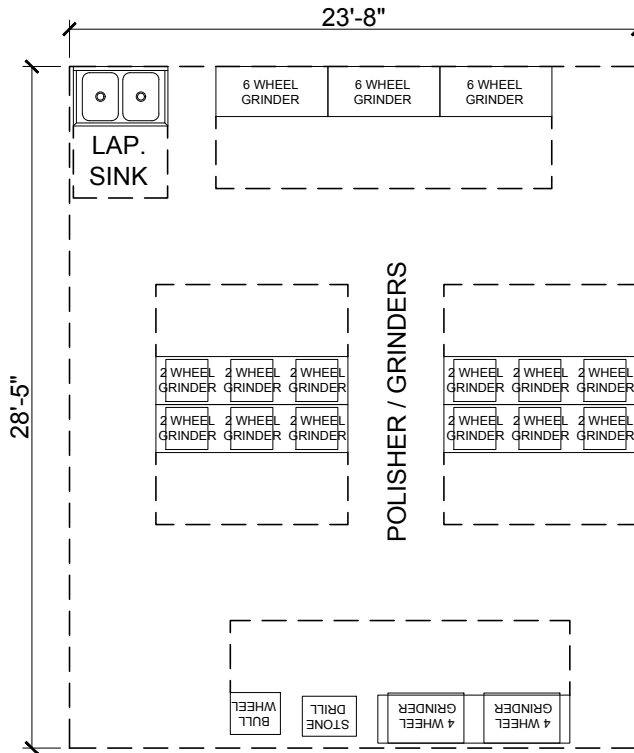 23'-8"
6 WHEEL 6 WHEEL 6 WHEEL
GRINDER GRINDER GRINDER
LAP.
SINK
28'-5"
POLISHER / GRINDERS
2 WHEEL 2 WHEEL 2 WHEEL
GRINDER GRINDER GRINDER
2 WHEEL 2 WHEEL 2 WHEEL
GRINDER GRINDER GRINDER
2 WHEEL 2 WHEEL 2 WHEEL
GRINDER GRINDER GRINDER
2 WHEEL 2 WHEEL 2 WHEEL
GRINDER GRINDER GRINDER
BULL
WHEEL
STONE
DRILL
4 WHEEL
GRINDER
4 WHEEL
GRINDER